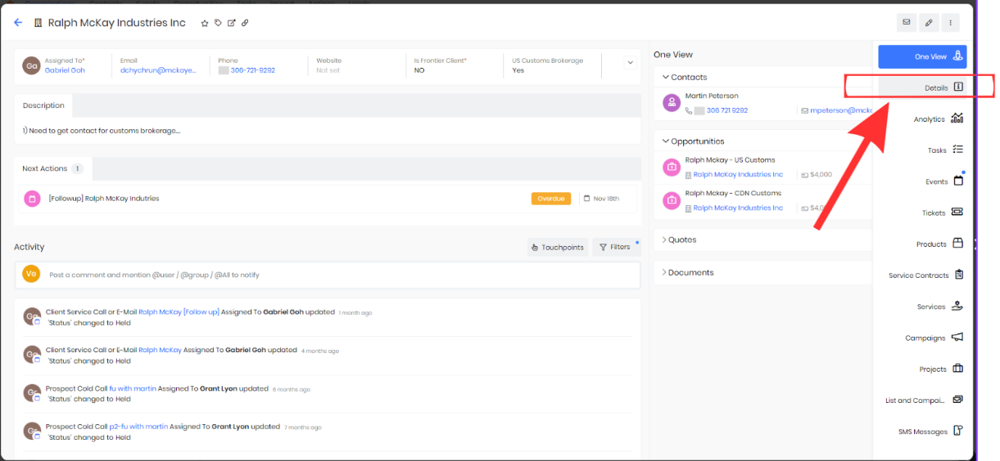 Ralph McKay Industries Inc
Assigned To*
Ga
Gabriel Goh
Email
dchychrun@mckaye...
Phone
306-721-9292
Website
Not set
Is Frontier Client*
NO
US Customs Brokerage
Yes
Description
1) Need to get contact for customs brokerage...
Next Actions 1
[Followup] Ralph McKay Indutries
Overdue
Nov 18th
Activity
Touchpoints
Filters
Ve
Post a comment and mention @user / @group / @All to notify
Client Service Call or E-Mail Ralph McKay [Follow up] Assigned To Gabriel Goh updated 1 month ago
'Status' changed to Held
Client Service Call or E-Mail Ralph McKay Assigned To Gabriel Goh updated 4 months ago
'Status' changed to Held
Prospect Cold Call fu with martin Assigned To Grant Lyon updated 6 months ago
'Status' changed to Held
Prospect Cold Call p2-fu with martin Assigned To Grant Lyon updated 7 months ago
'Status' changed to Held
One View
Contacts
Martin Peterson
306 721 9292
mpeterson@mck
Opportunities
Ralph Mckay - US Customs
Ralph McKay Industries Inc
$4,000
Ralph Mckay - CDN Customs
Ralph McKay Industries Inc
Quotes
Documents
One View
Details
Analytics
Tasks
Events
Tickets
Products
Service Contracts
Services
Campaigns
Projects
List and Campai...
SMS Messages